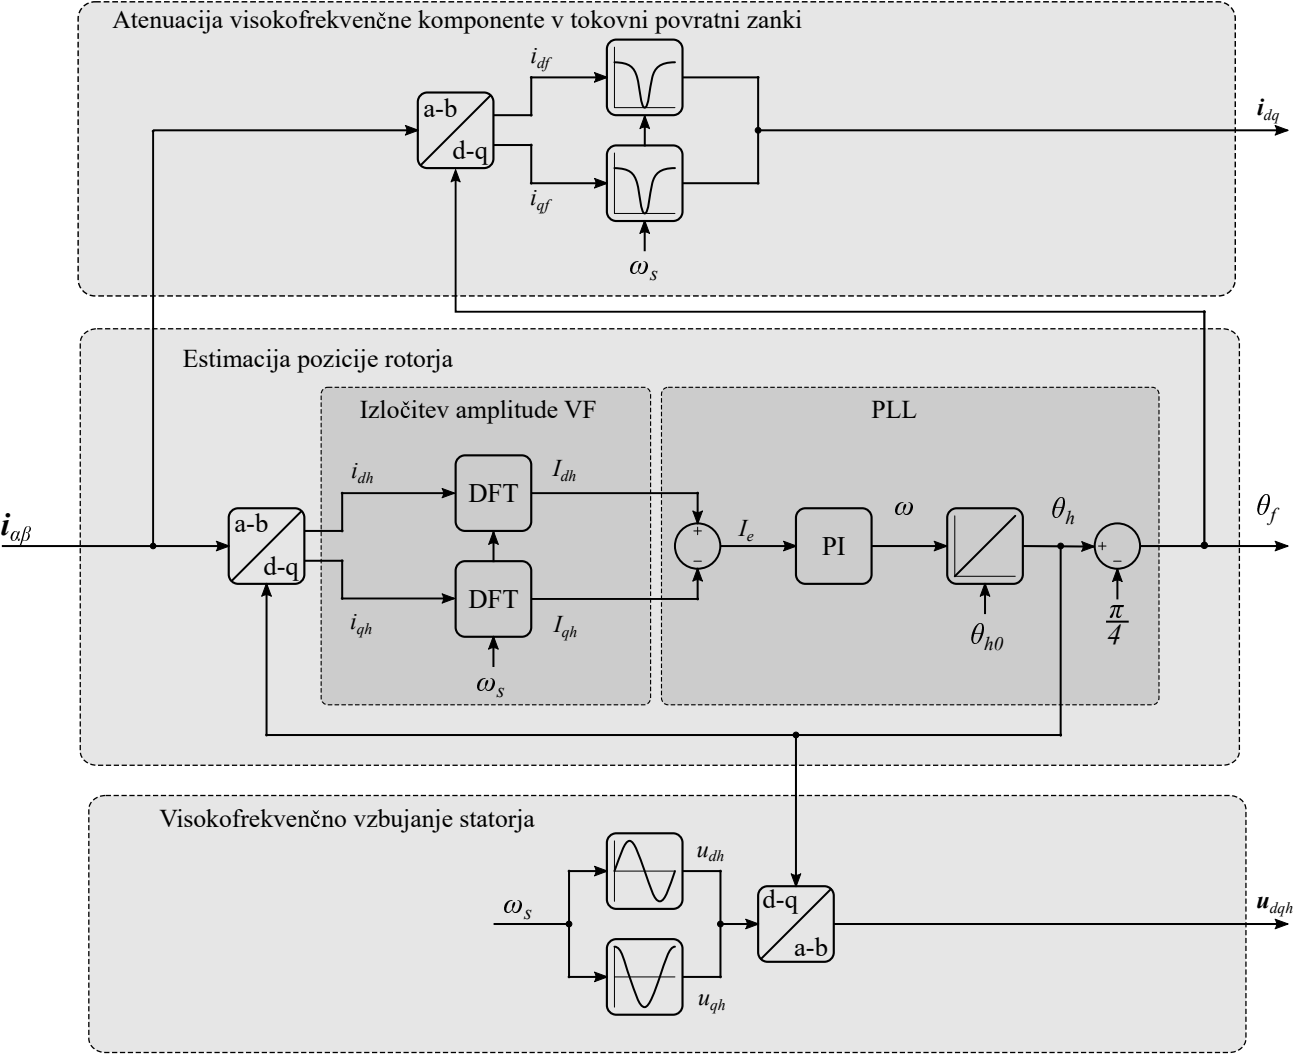 Atenuacija visokofrekvenčne komponente v tokovni povratni zanki
i_df
a-b
d-q
i_dq
i_qf
ω_s
Estimacija pozicije rotorja
Izločitev amplitude VF
PLL
i_dh
DFT
I_dh
i_αβ
a-b
d-q
+
−
I_e
PI
ω
θ_h
+
−
θ_f
i_qh
DFT
I_qh
θ_h0
π
4
ω_s
Visokofrekvenčno vzbujanje statorja
u_dh
ω_s
d-q
a-b
u_dqh
u_qh